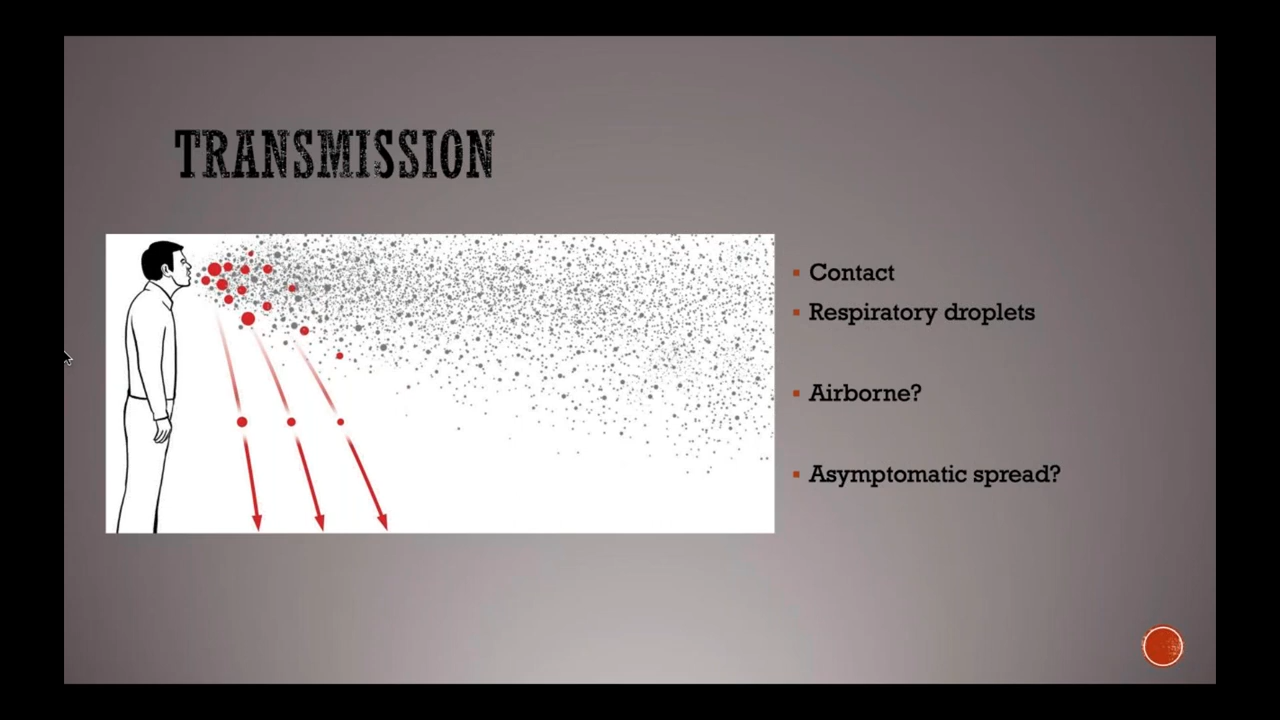 TRANSMISSION
Contact
Respiratory droplets
Airborne?
Asymptomatic spread?